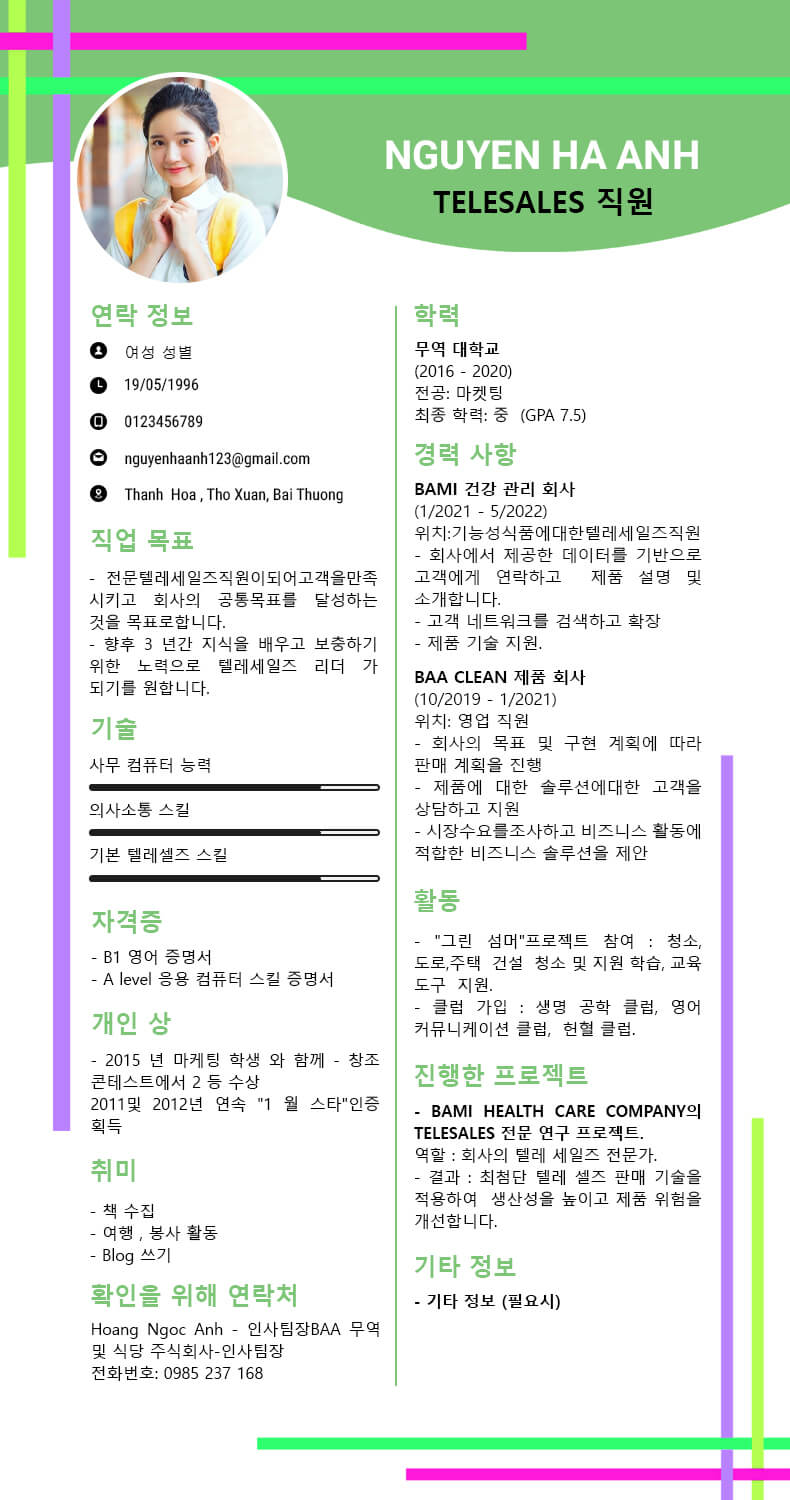 NGUYEN HA ANH
TELESALES 직원
연락 정보
여성 성별
19/05/1996
0123456789
nguyenhaanh123@gmail.com
Thanh Hoa , Tho Xuan, Bai Thuong
직업 목표
- 전문텔레세일즈직원이되어고객을만족
시키고 회사의 공통목표를 달성하는
것을 목표로합니다.
- 향후 3 년간 지식을 배우고 보충하기
위한 노력으로 텔레세일즈 리더 가
되기를 원합니다.
기술
사무 컴퓨터 능력
의사소통 스킬
기본 텔레셀즈 스킬
자격증
- B1 영어 증명서
- A level 응용 컴퓨터 스킬 증명서
개인 상
- 2015 년 마케팅 학생 와 함께 - 창조
콘테스트에서 2 등 수상
2011및 2012년 연속 "1 월 스타"인증
획득
취미
- 책 수집
- 여행 , 봉사 활동
- Blog 쓰기
확인을 위해 연락처
Hoang Ngoc Anh - 인사팀장BAA 무역
및 식당 주식회사-인사팀장
전화번호: 0985 237 168
학력
무역 대학교
(2016 - 2020)
전공: 마켓팅
최종 학력: 중 (GPA 7.5)
경력 사항
BAMI 건강 관리 회사
(1/2021 - 5/2022)
위치:기능성식품에대한텔레세일즈직원
- 회사에서 제공한 데이터를 기반으로
고객에게 연락하고 제품 설명 및
소개합니다.
- 고객 네트워크를 검색하고 확장
- 제품 기술 지원.
BAA CLEAN 제품 회사
(10/2019 - 1/2021)
위치: 영업 직원
- 회사의 목표 및 구현 계획에 따라
판매 계획을 진행
- 제품에 대한 솔루션에대한 고객을
상담하고 지원
- 시장수요를조사하고 비즈니스 활동에
적합한 비즈니스 솔루션을 제안
활동
- "그린 섬머"프로젝트 참여 : 청소,
도로,주택 건설 청소 및 지원 학습, 교육
도구 지원.
- 클럽 가입 : 생명 공학 클럽, 영어
커뮤니케이션 클럽, 헌혈 클럽.
진행한 프로젝트
- BAMI HEALTH CARE COMPANY의
TELESALES 전문 연구 프로젝트.
역할 : 회사의 텔레 세일즈 전문가.
- 결과 : 최첨단 텔레 셀즈 판매 기술을
적용하여 생산성을 높이고 제품 위험을
개선합니다.
기타 정보
- 기타 정보 (필요시)